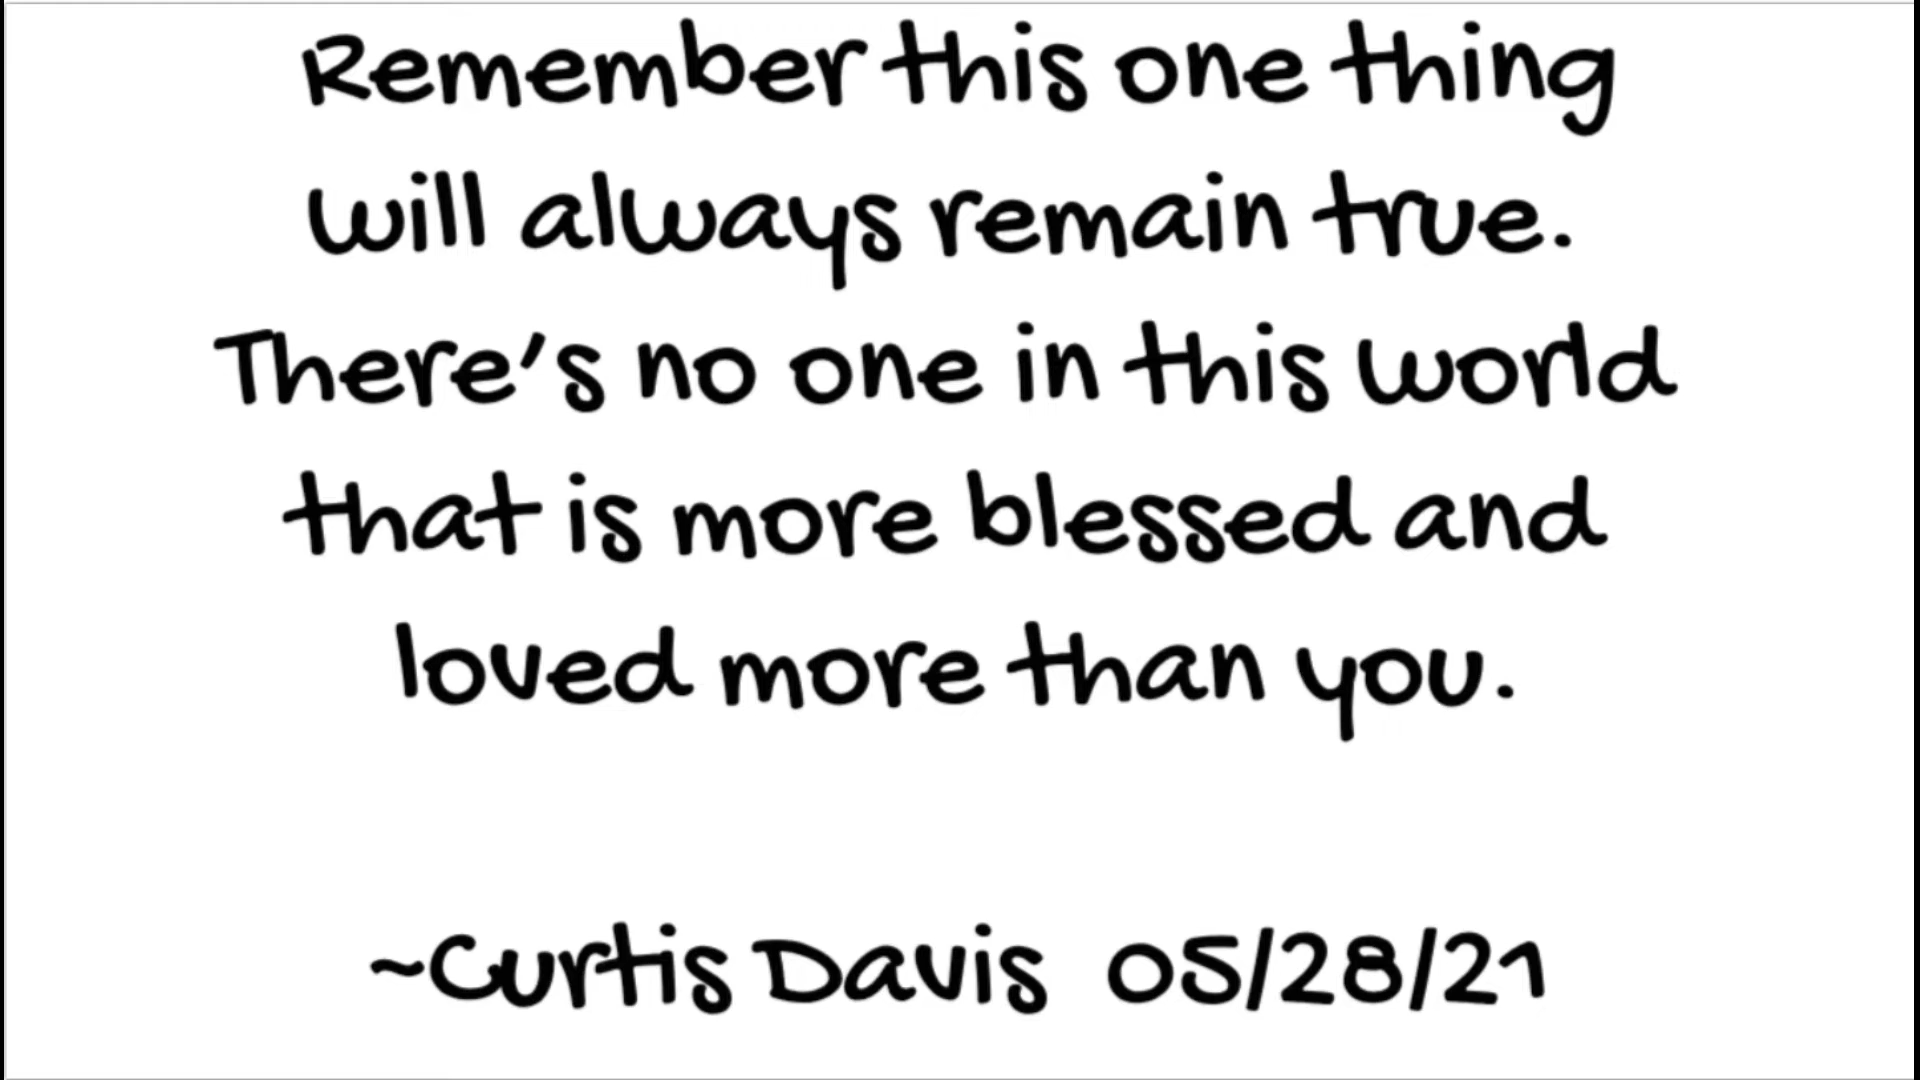 Remember this one thing
will always remain true.
There's no one in this world
that is more blessed and
loved more than you.
~Curtis Davis 05/28/21